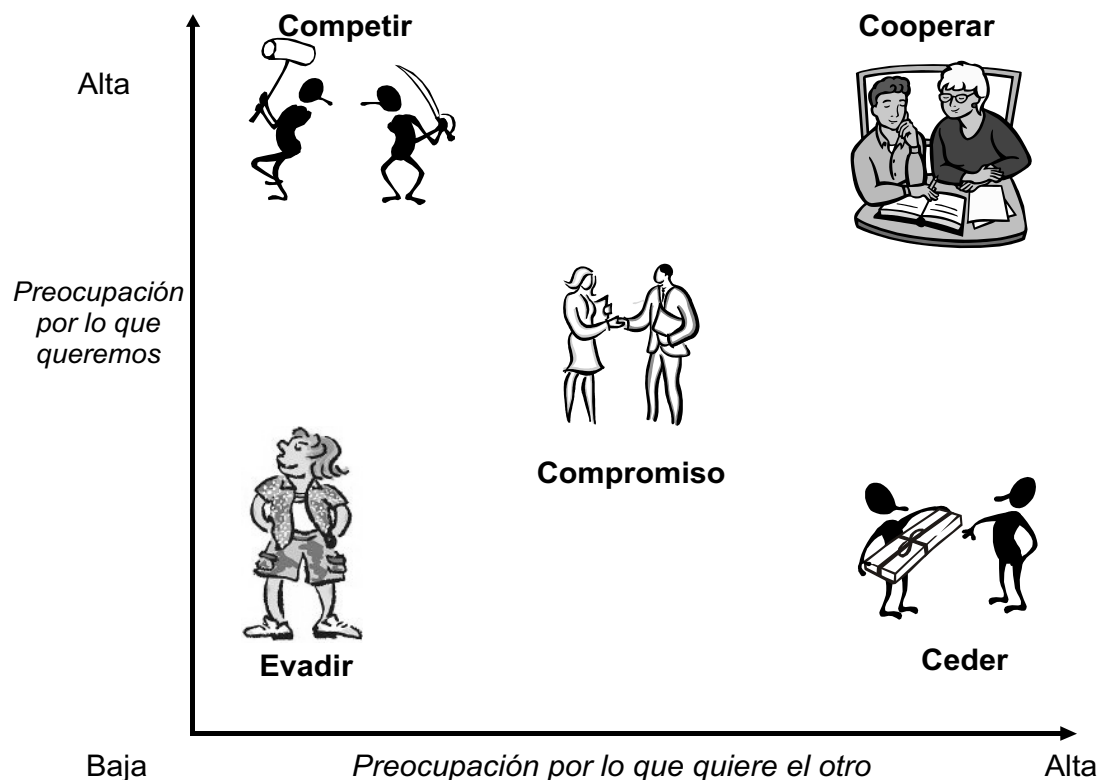 Competir
Cooperar
Alta
Preocupación
por lo que
queremos
Compromiso
Evadir
Ceder
Baja
Preocupación por lo que quiere el otro
Alta